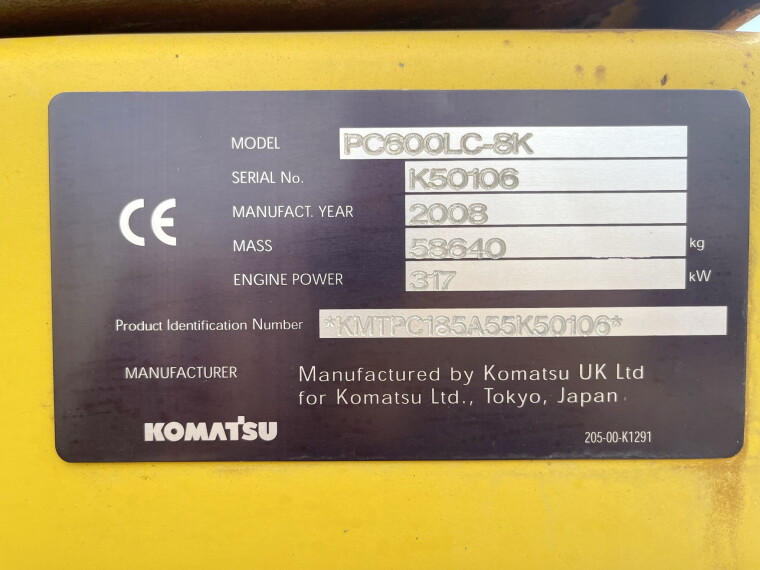 MODEL PC600LC-8K
SERIAL No. K50106
MANUFACT. YEAR 2008
CE
MASS 58640 kg
ENGINE POWER 317 kW
Product Identification Number *KMTPC185A55K50106*
MANUFACTURER Manufactured by Komatsu UK Ltd
for Komatsu Ltd., Tokyo, Japan.
KOMATSU
205-00-K1291